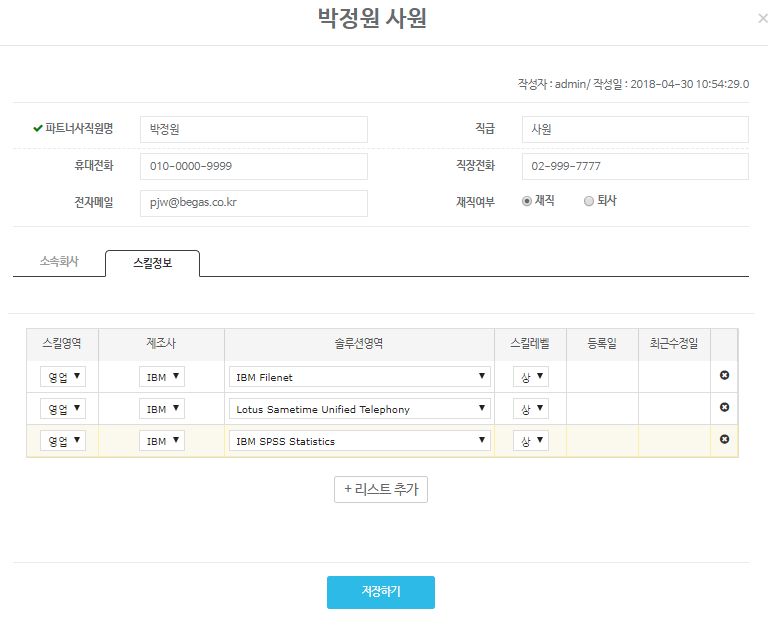 박정원 사원
작성자 : admin/ 작성일 : 2018-04-30 10:54:29.0
파트너사직원명 박정원 직급 사원
휴대전화 010-0000-9999 직장전화 02-999-7777
전자메일 pjw@begas.co.kr 재직여부 재직 퇴사
소속회사 스킬정보
스킬영역 제조사 솔루션영역 스킬레벨 등록일 최근수정일
영업 IBM IBM Filenet 상
영업 IBM Lotus Sametime Unified Telephony 상
영업 IBM IBM SPSS Statistics 상
+ 리스트 추가
저장하기